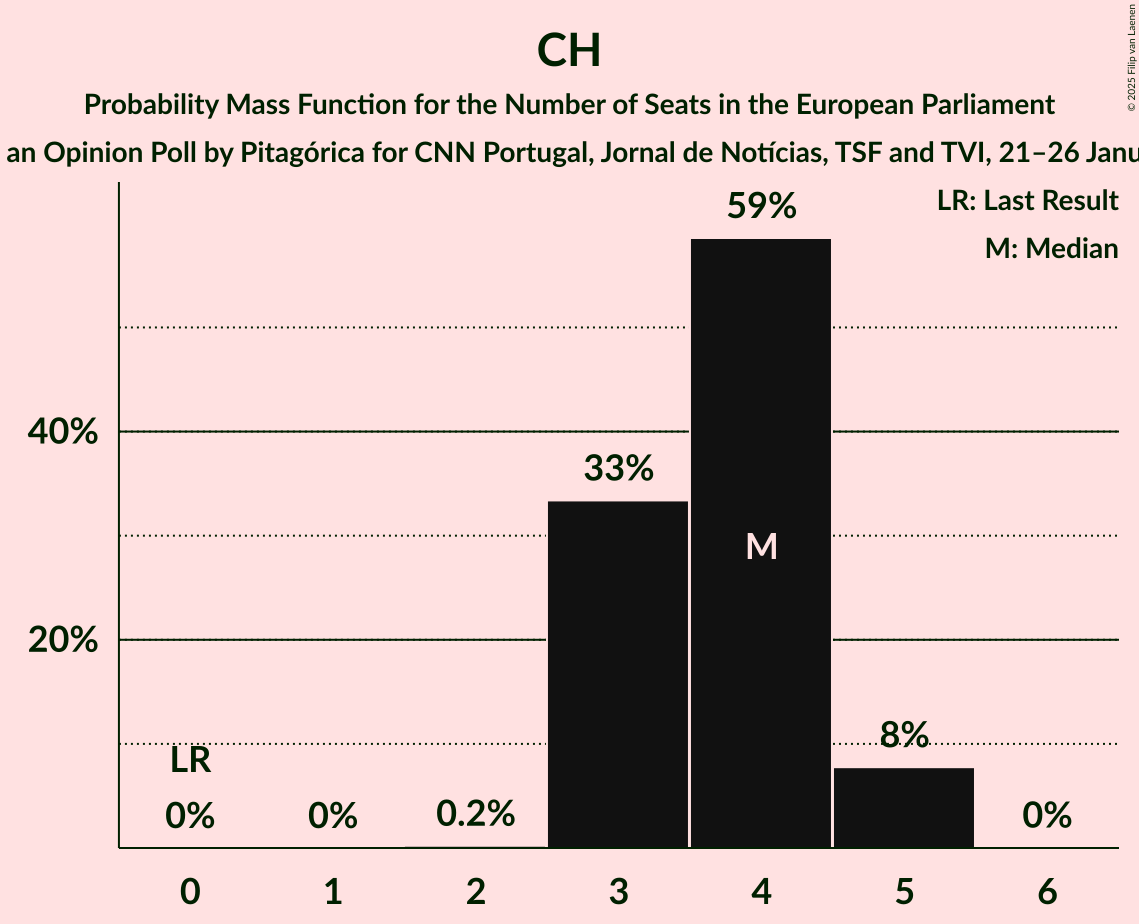 CH
Probability Mass Function for the Number of Seats in the European Parliament
an Opinion Poll by Pitagórica for CNN Portugal, Jornal de Notícias, TSF and TVI, 21–26 Janu
© 2025 Filip van Laenen
LR: Last Result
M: Median
59%
40%
33%
M
20%
8%
LR
0%
0%
0.2%
0%
0
1
2
3
4
5
6